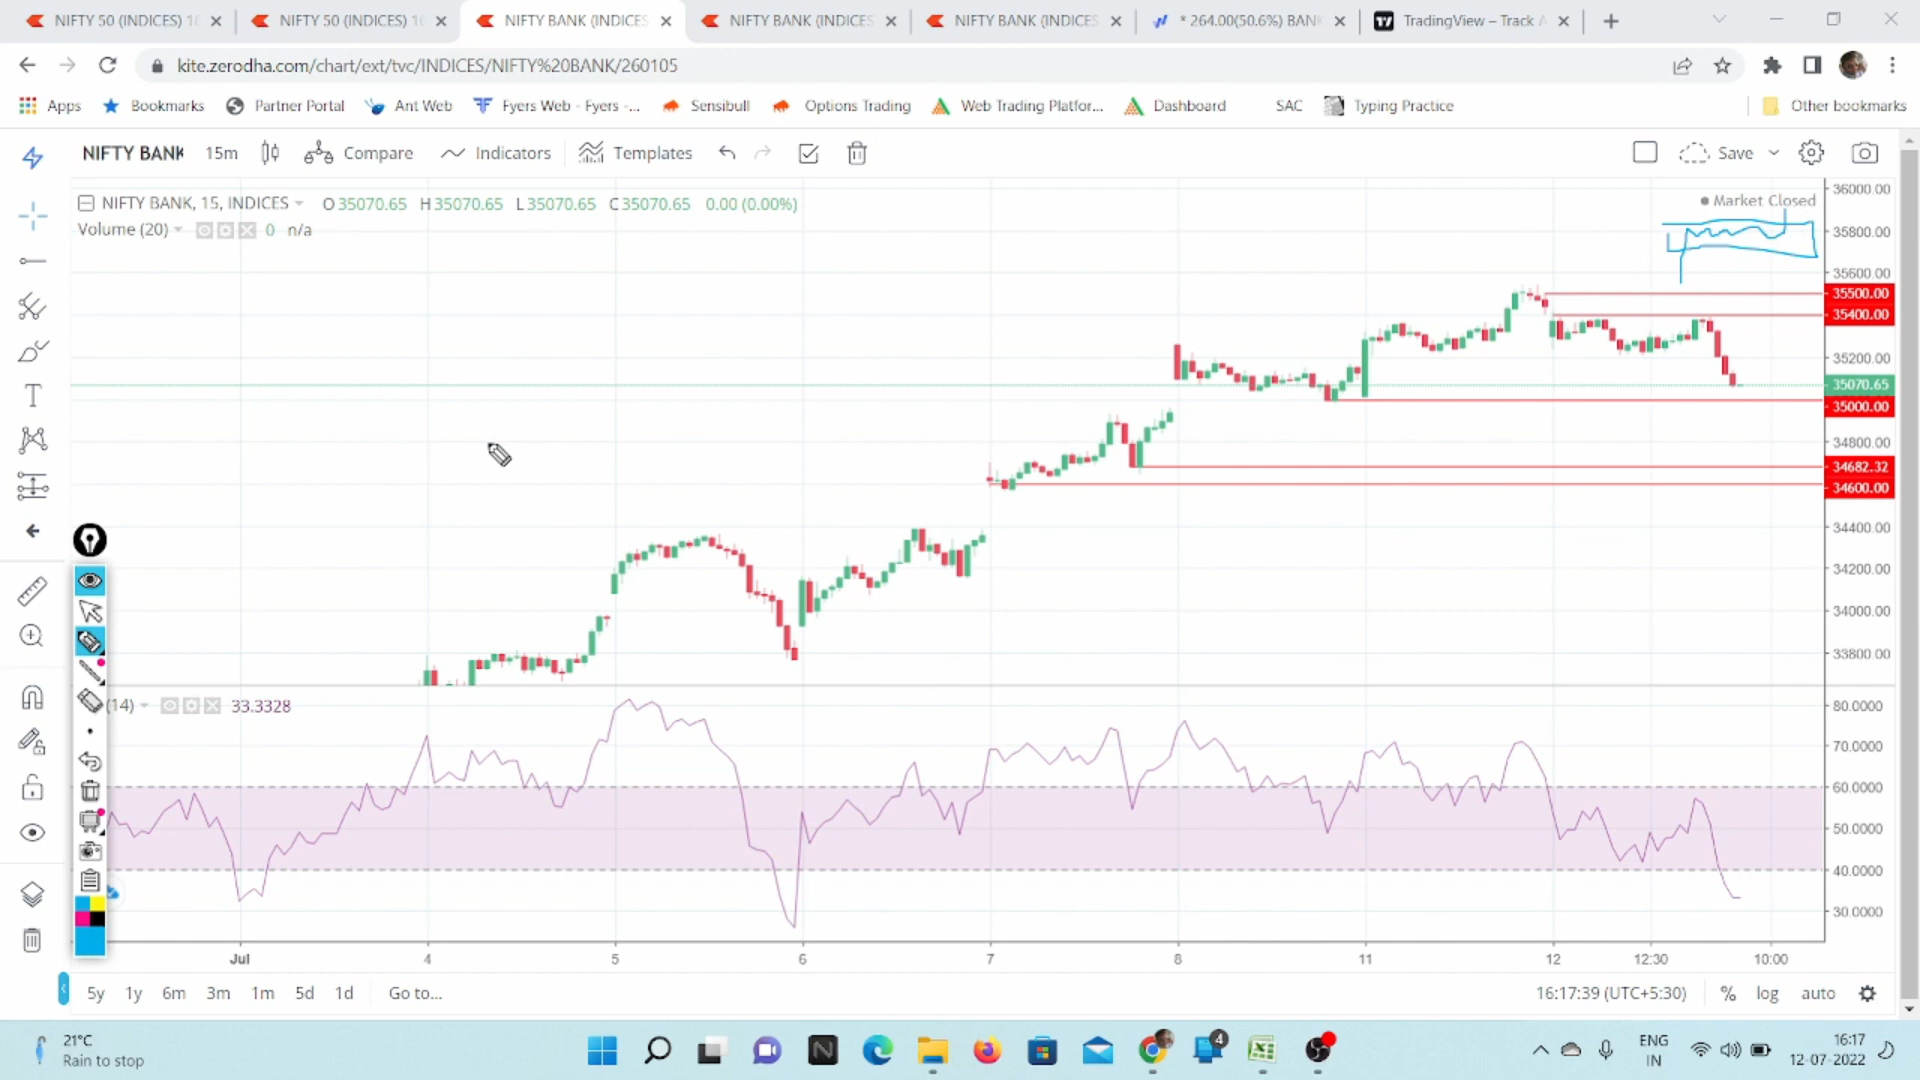 NIFTY 50 (INDICES) 1
NIFTY 50 (INDICES) 1
NIFTY BANK (INDICES
NIFTY BANK (INDICES
NIFTY BANK (INDICES
* 264.00(50.6%) BANK
TradingView – Track A
kite.zerodha.com/chart/ext/tvc/INDICES/NIFTY%20BANK/260105
Apps
Bookmarks
Partner Portal
Ant Web
Fyers Web - Fyers -...
Sensibull
Options Trading
Web Trading Platfor...
Dashboard
SAC
Typing Practice
Other bookmarks
NIFTY BANK
15m
Compare
Indicators
Templates
Save
NIFTY BANK, 15, INDICES
O 35070.65 H 35070.65 L 35070.65 C 35070.65 0.00 (0.00%)
Market Closed
Volume (20)
0 n/a
36000.00
35800.00
35600.00
35500.00
35400.00
35200.00
35070.65
35000.00
34800.00
34682.32
34600.00
34400.00
34200.00
34000.00
33800.00
(14)
33.3328
80.0000
70.0000
60.0000
50.0000
40.0000
30.0000
Jul 4 5 6 7 8 11 12 12:30 10:00
5y 1y 6m 3m 1m 5d 1d Go to...
16:17:39 (UTC+5:30)
% log auto
21°C
Rain to stop
4
ENG
IN
16:17
12-07-2022